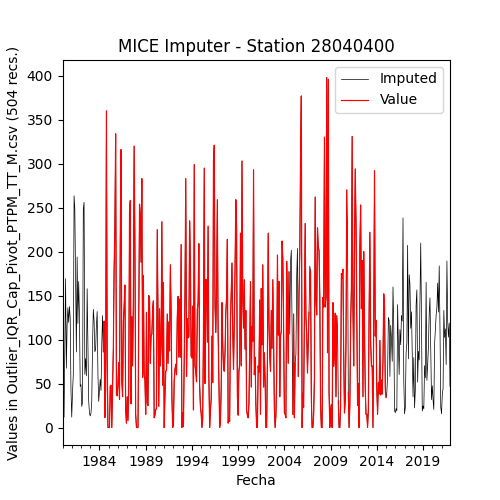 MICE Imputer - Station 28040400
Imputed
Value
Values in Outlier_IQR_Cap_Pivot_PTPM_TT_M.csv (504 recs.)
400
350
300
250
200
150
100
50
0
1984 1989 1994 1999 2004 2009 2014 2019
Fecha